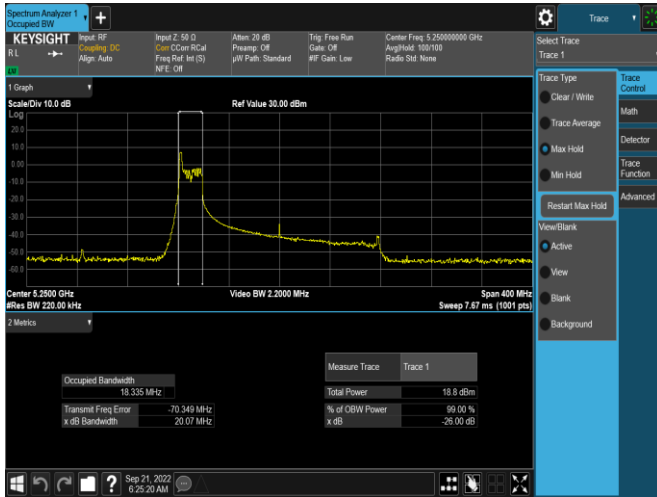 Spectrum Analyzer 1
Occupied BW
+
Trace
KEYSIGHT
RL
LXI
Input: RF
Coupling: DC
Align: Auto
Input Z: 50 Ω
Corr CCorr RCal
Freq Ref: Int (S)
NFE: Off
Atten: 20 dB
Preamp: Off
µW Path: Standard
Trig: Free Run
Gate: Off
#IF Gain: Low
Center Freq: 5.250000000 GHz
Avg|Hold: 100/100
Radio Std: None
Select Trace
Trace 1
1 Graph
Scale/Div 10.0 dB
Ref Value 30.00 dBm
Log
20.0
10.0
0.00
-10.0
-20.0
-30.0
-40.0
-50.0
-60.0
Center 5.2500 GHz
#Res BW 220.00 kHz
Video BW 2.2000 MHz
Span 400 MHz
Sweep 7.67 ms (1001 pts)
Trace Type
Clear / Write
Trace Average
Max Hold
Min Hold
Restart Max Hold
View/Blank
Active
View
Blank
Background
Trace
Control
Math
Detector
Trace
Function
Advanced
2 Metrics
Occupied Bandwidth
18.335 MHz
Transmit Freq Error -70.349 MHz
x dB Bandwidth 20.07 MHz
Measure Trace Trace 1
Total Power 18.8 dBm
% of OBW Power 99.00 %
x dB -26.00 dB
?
Sep 21, 2022
6:25:20 AM